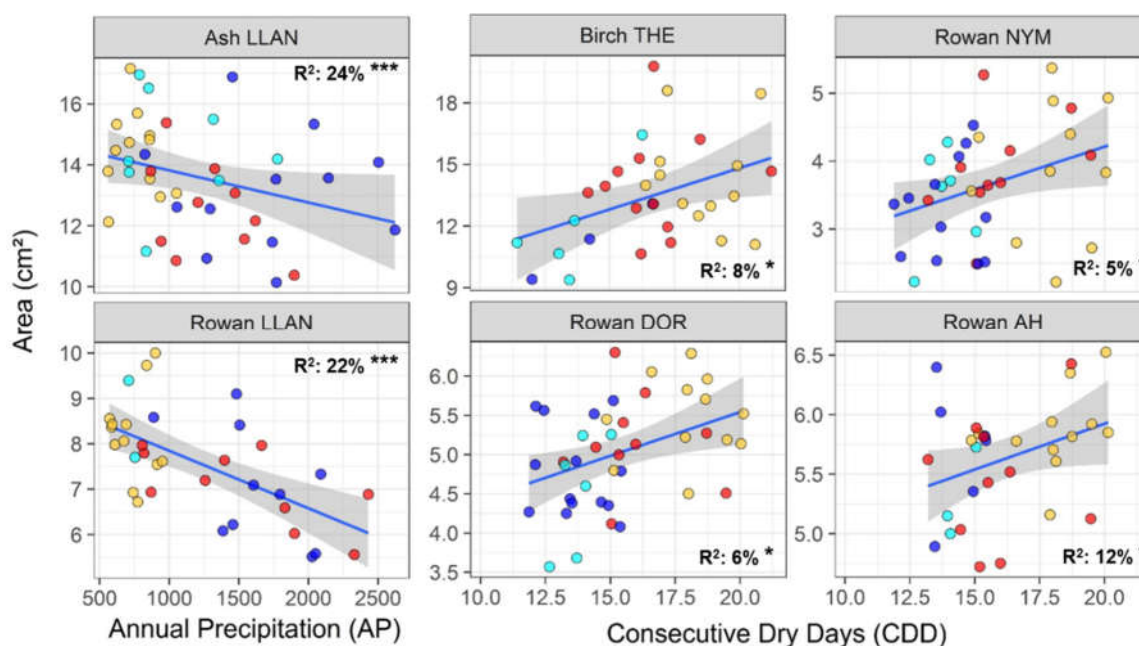 Ash LLAN
Birch THE
Rowan NYM
R²: 24% ***
16
14
12
10
18
15
12
9
R²: 8% *
5
4
3
R²: 5%
Area (cm²)
Rowan LLAN
Rowan DOR
Rowan AH
R²: 22% ***
10
9
8
7
6
6.0
5.5
5.0
4.5
4.0
3.5
R²: 6% *
6.5
6.0
5.5
5.0
R²: 12%
500 1000 1500 2000 2500
10.0 12.5 15.0 17.5 20.0
10.0 12.5 15.0 17.5 20.0
Annual Precipitation (AP)
Consecutive Dry Days (CDD)